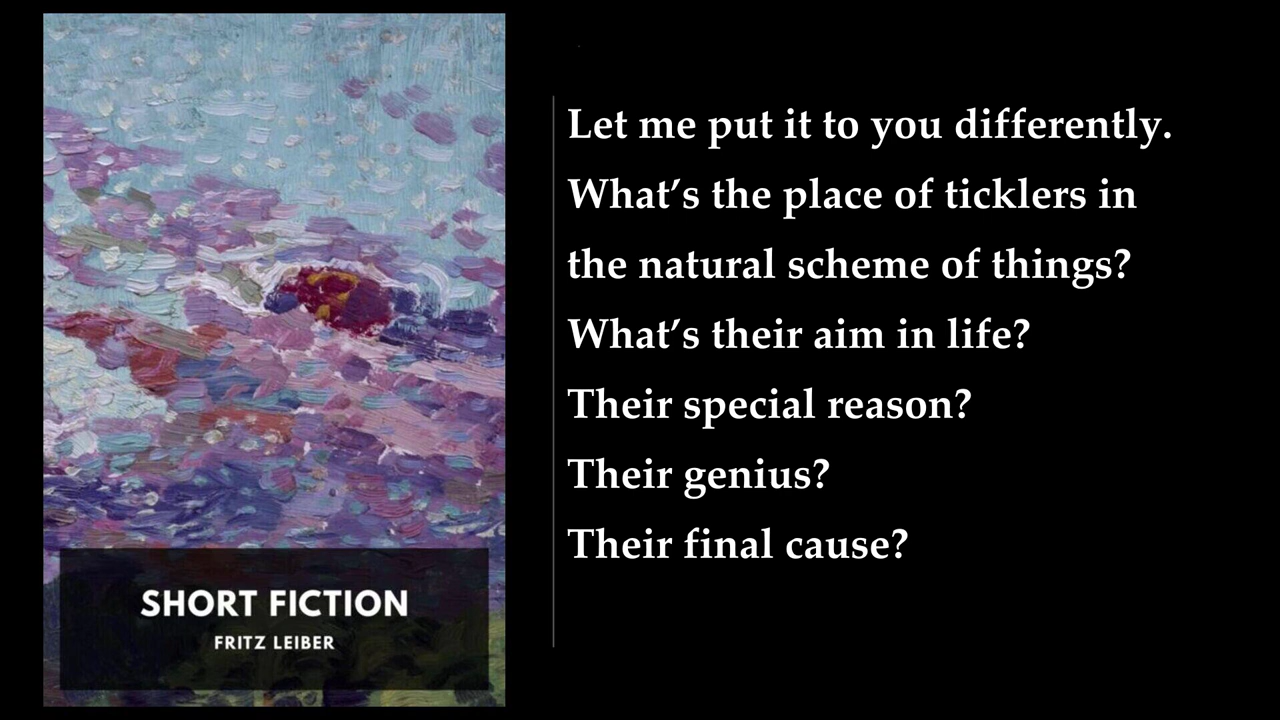 SHORT FICTION
FRITZ LEIBER
Let me put it to you differently.
What’s the place of ticklers in
the natural scheme of things?
What’s their aim in life?
Their special reason?
Their genius?
Their final cause?